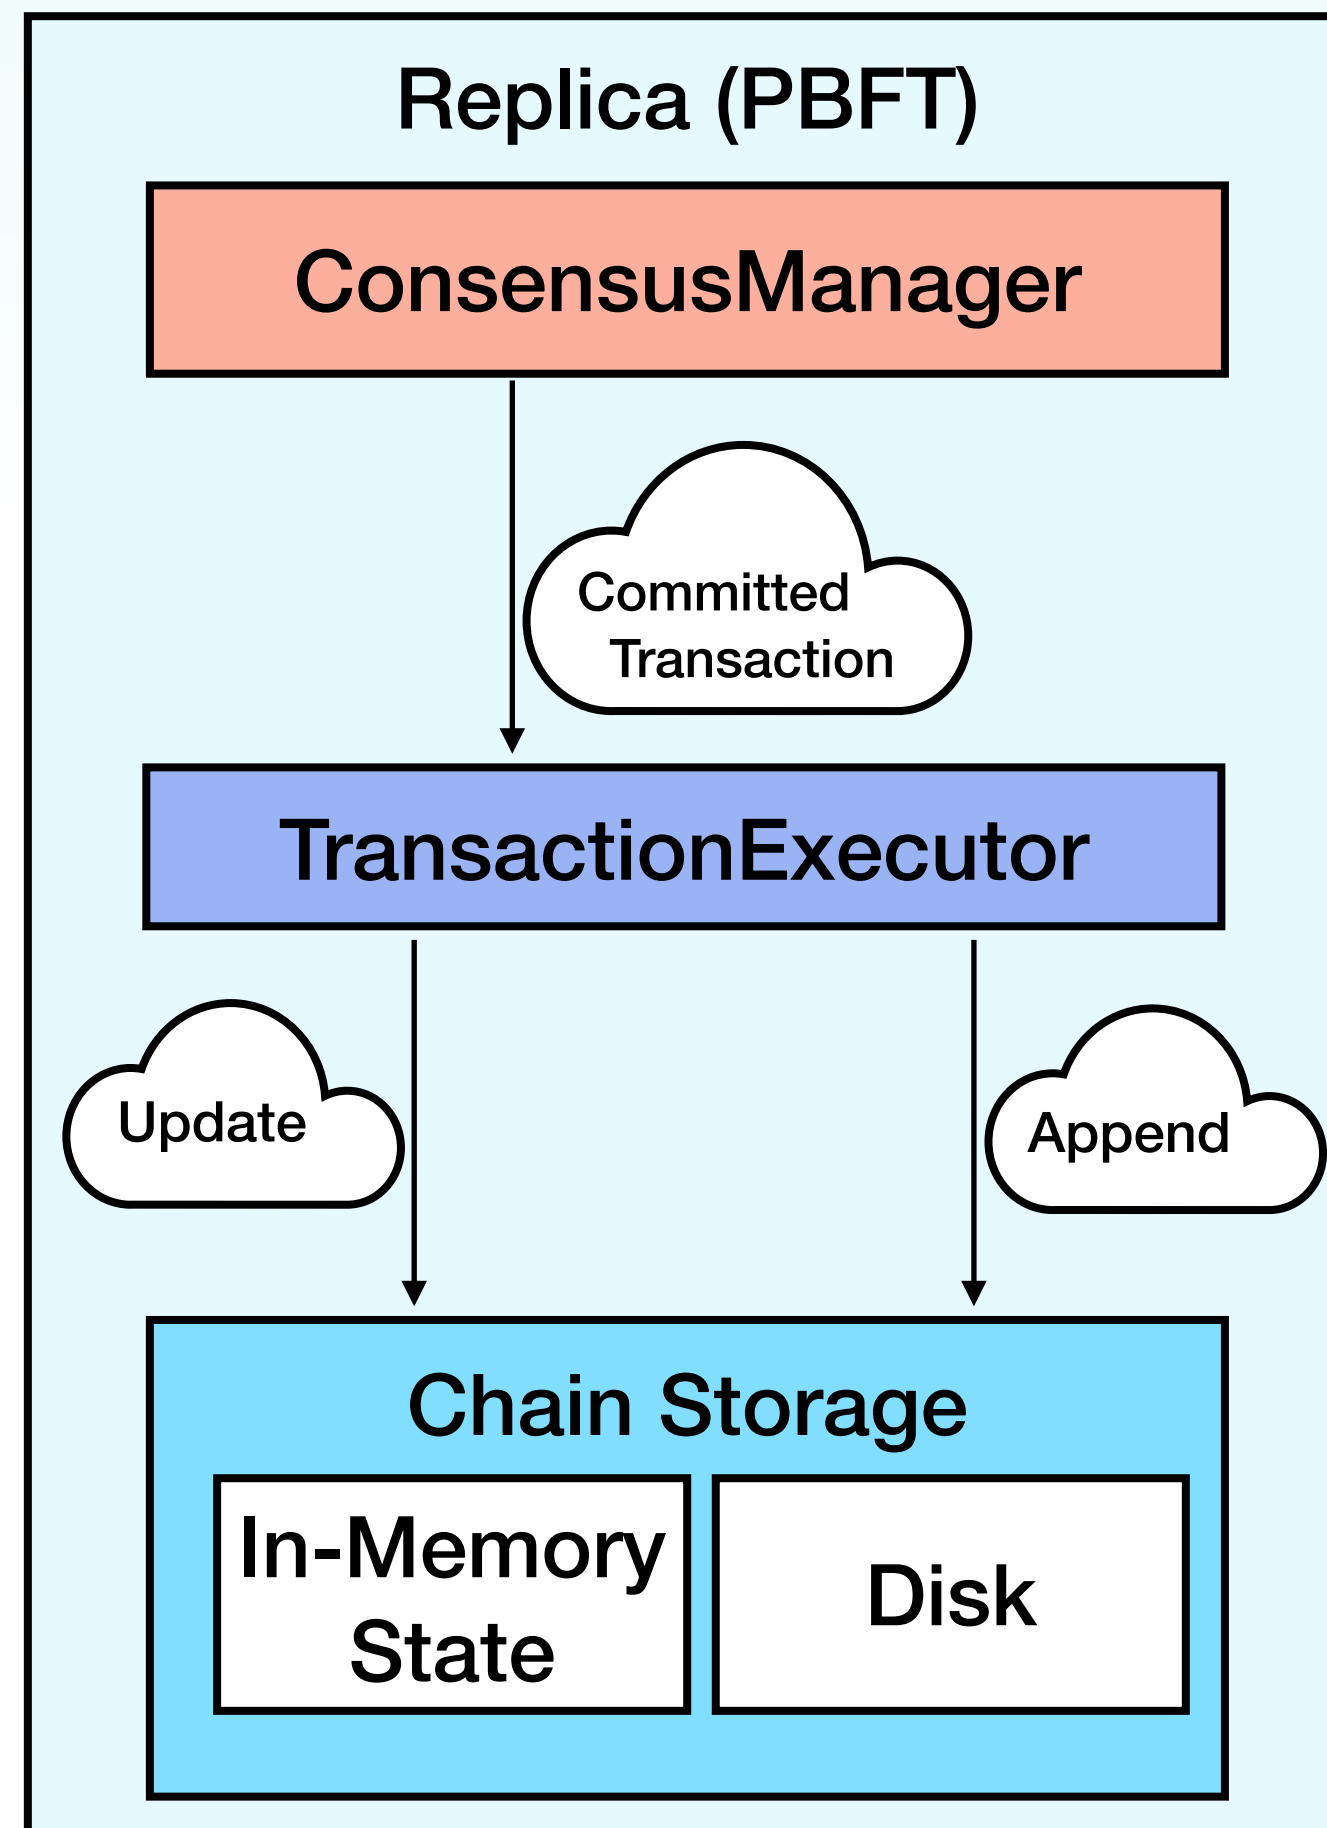 Replica (PBFT)
ConsensusManager
Committed
Transaction
TransactionExecutor
Update
Append
Chain Storage
In-Memory
State
Disk